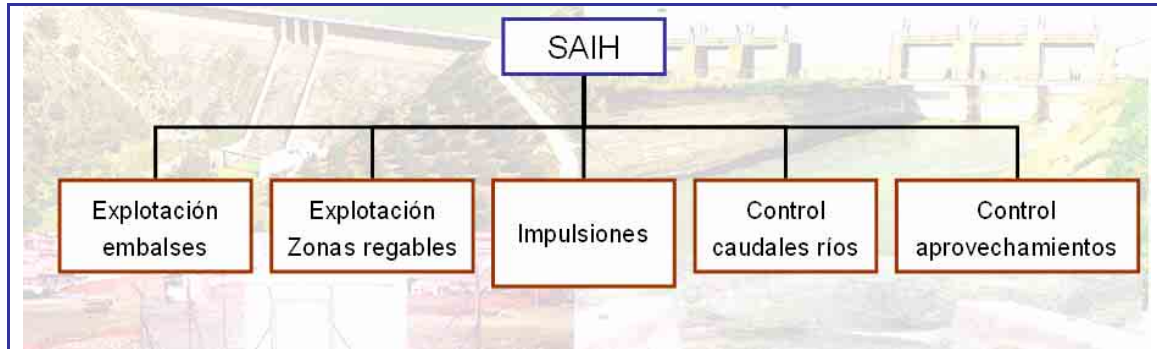 SAIH
Explotación
embalses
Explotación
Zonas regables
Impulsiones
Control
caudales ríos
Control
aprovechamientos